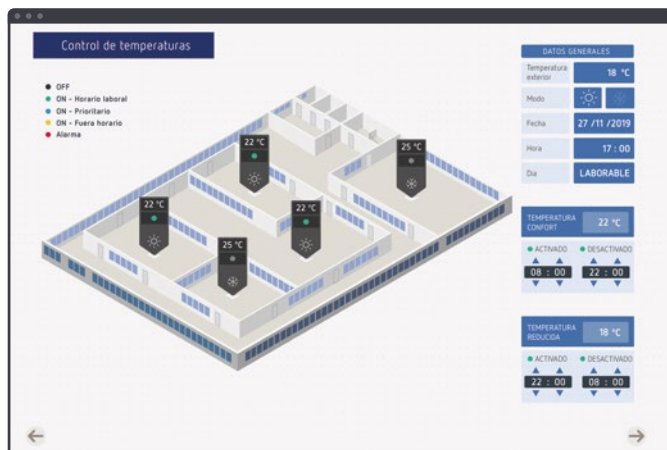 Control de temperaturas
OFF
ON - Horario laboral
ON - Prioritario
ON - Fuera horario
Alarma
22 °C
25 °C
22 °C
22 °C
25 °C
DATOS GENERALES
Temperatura
exterior
18 °C
Modo
Fecha
27 /11 /2019
Hora
17 : 00
Dia
LABORABLE
TEMPERATURA
CONFORT
22 °C
ACTIVADO
DESACTIVADO
08 : 00
22 : 00
TEMPERATURA
REDUCIDA
18 °C
ACTIVADO
DESACTIVADO
22 : 00
08 : 00